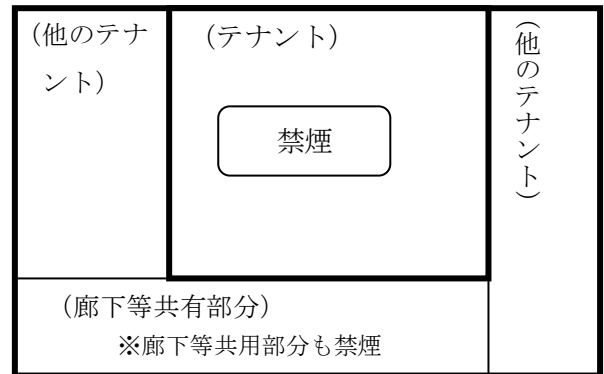 (他のテナ
ント)
(テナント)
禁煙
(他のテナント)
(廊下等共有部分)
※廊下等共用部分も禁煙